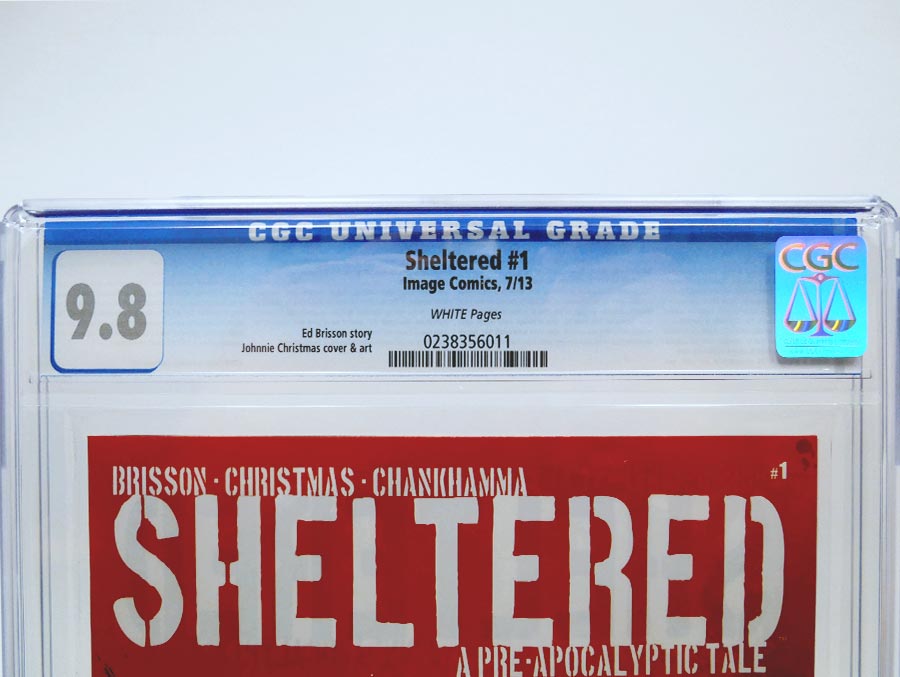 CGC UNIVERSAL GRADE
9.8
Sheltered #1
Image Comics, 7/13
WHITE Pages
Ed Brisson story
Johnnie Christmas cover & art
0238356011
CGC
BRISSON · CHRISTMAS · CHANKHAMMA
#1
SHELTERED
A PRE-APOCALYPTIC TALE